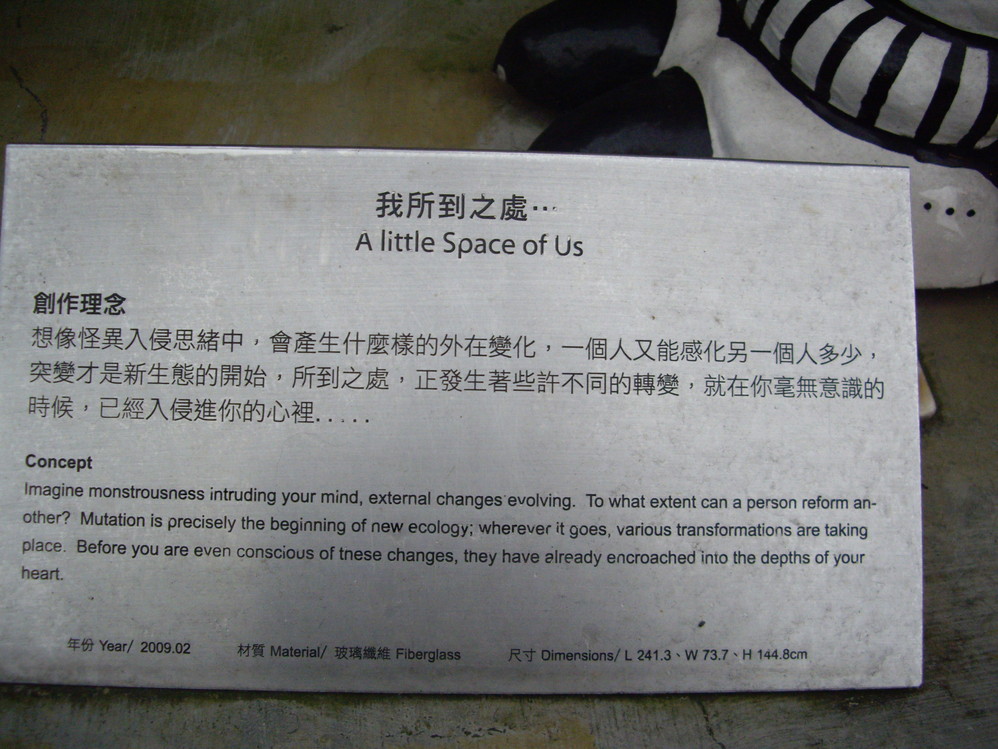 我所到之處…
A little Space of Us
創作理念
想像怪異入侵思緒中，會產生什麼樣的外在變化，一個人又能感化另一個人多少，
突變才是新生態的開始，所到之處，正發生著些許不同的轉變，就在你毫無意識的
時候，已經入侵進你的心裡.....
Concept
Imagine monstrousness intruding your mind, external changes evolving. To what extent can a person reform an-
other? Mutation is precisely the beginning of new ecology; wherever it goes, various transformations are taking
place. Before you are even conscious of these changes, they have already encroached into the depths of your
heart.
年份 Year/ 2009.02 材質 Material/ 玻璃纖維 Fiberglass 尺寸 Dimensions/ L 241.3、W 73.7、H 144.8cm